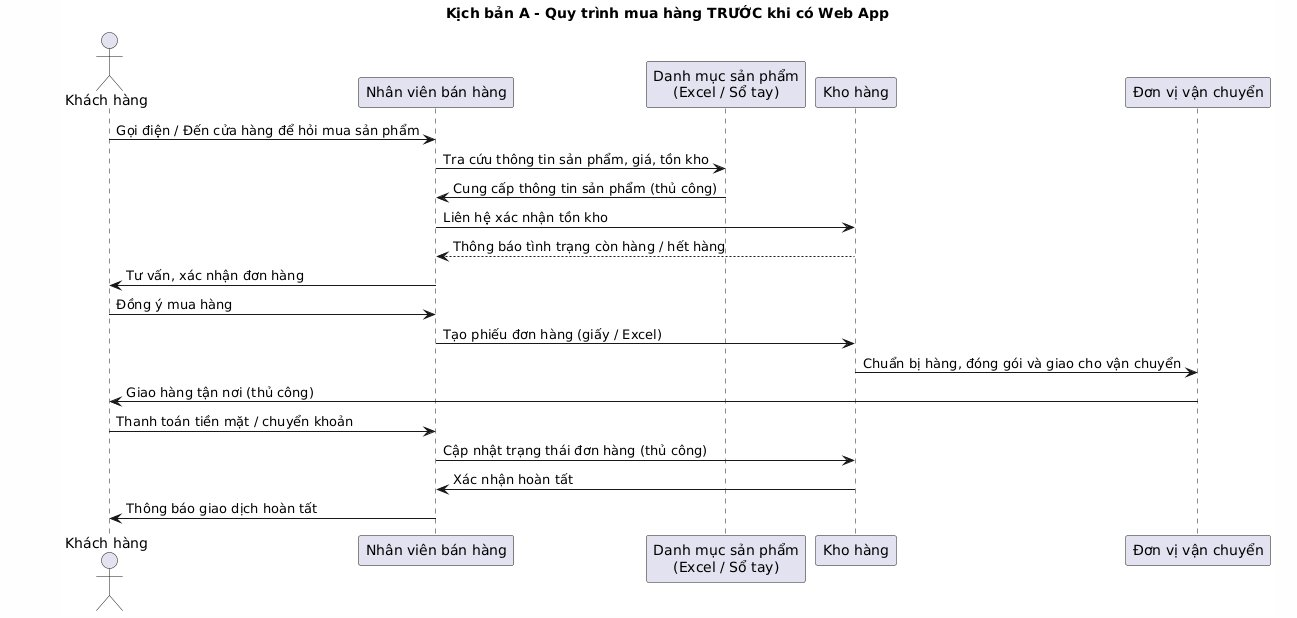 Kịch bản A - Quy trình mua hàng TRƯỚC khi có Web App
Khách hàng
Nhân viên bán hàng
Danh mục sản phẩm
(Excel / Sổ tay)
Kho hàng
Đơn vị vận chuyển
Gọi điện / Đến cửa hàng để hỏi mua sản phẩm
Tra cứu thông tin sản phẩm, giá, tồn kho
Cung cấp thông tin sản phẩm (thủ công)
Liên hệ xác nhận tồn kho
Thông báo tình trạng còn hàng / hết hàng
Tư vấn, xác nhận đơn hàng
Đồng ý mua hàng
Tạo phiếu đơn hàng (giấy / Excel)
Chuẩn bị hàng, đóng gói và giao cho vận chuyển
Giao hàng tận nơi (thủ công)
Thanh toán tiền mặt / chuyển khoản
Cập nhật trạng thái đơn hàng (thủ công)
Xác nhận hoàn tất
Thông báo giao dịch hoàn tất
Khách hàng
Nhân viên bán hàng
Danh mục sản phẩm
(Excel / Sổ tay)
Kho hàng
Đơn vị vận chuyển